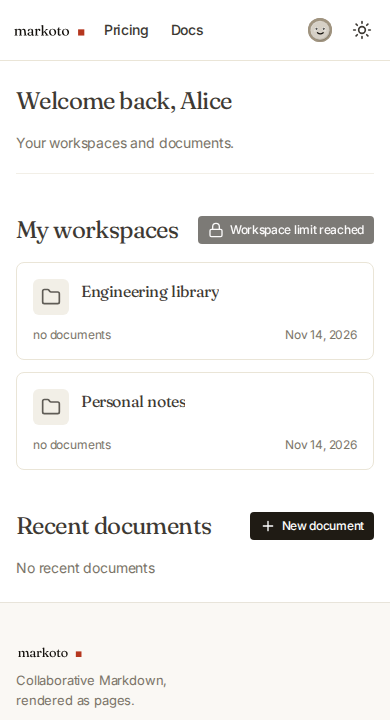 markoto
Pricing
Docs
Welcome back, Alice
Your workspaces and documents.
My workspaces
Workspace limit reached
Engineering library
no documents
Nov 14, 2026
Personal notes
no documents
Nov 14, 2026
Recent documents
New document
No recent documents
markoto
Collaborative Markdown,
rendered as pages.